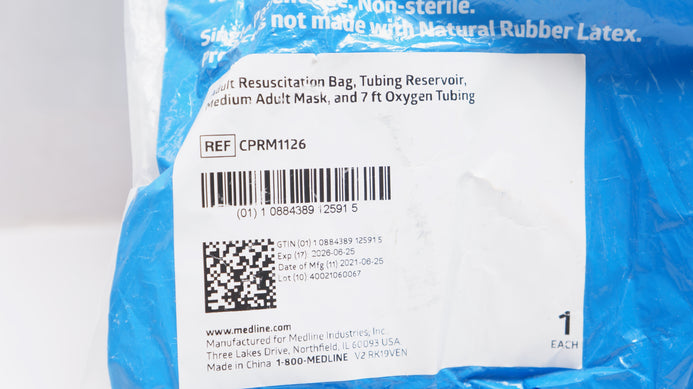 Non-sterile.
not made with Natural Rubber Latex.
Adult Resuscitation Bag, Tubing Reservoir,
Medium Adult Mask, and 7 ft Oxygen Tubing
REF CPRM1126
(01) 1 0884389 12591 5
GTIN (01) 1 0884389 12591 5
Exp (17) 2026-06-25
Date of Mfg (11) 2021-06-25
Lot (10) 40021060067
www.medline.com
Manufactured for Medline Industries, Inc.
Three Lakes Drive, Northfield, IL 60093 USA
Made in China 1-800-MEDLINE V2 RK19VEN
1
EACH